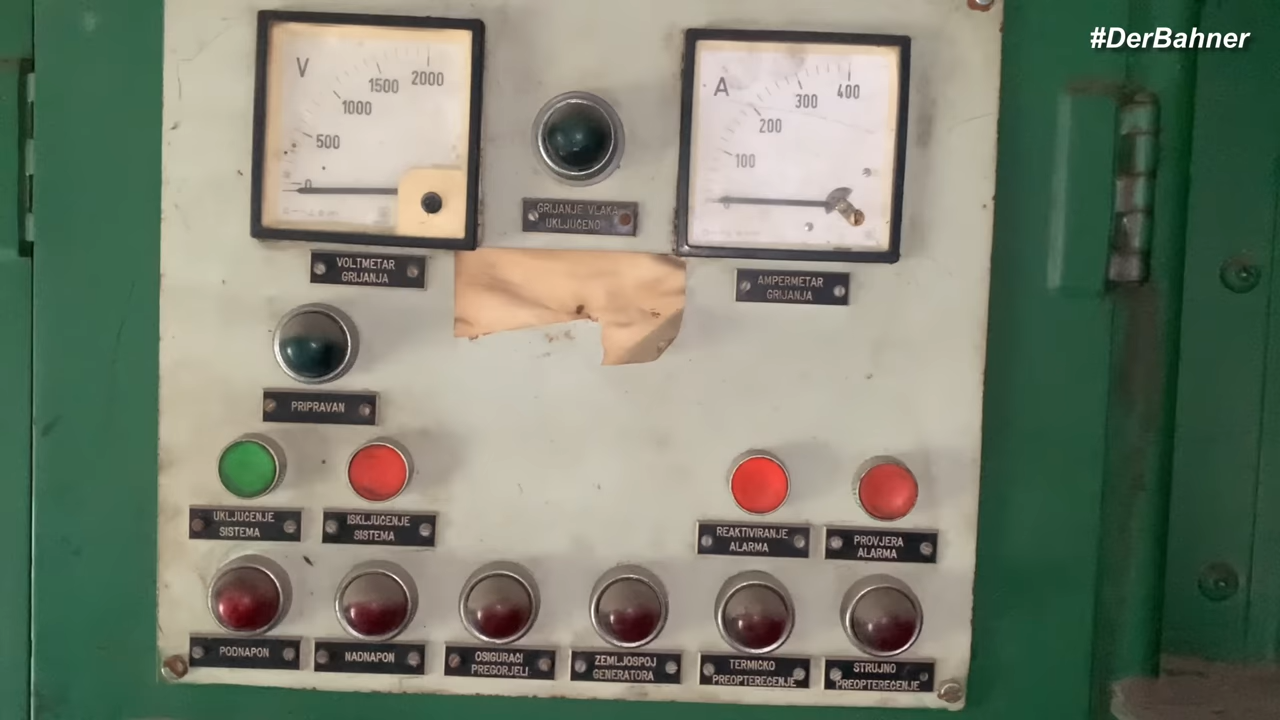 #DerBahner
V
500
1000
1500
2000
0
A
100
200
300
400
0
GRIJANJE VLAKA
UKLJUČENO
VOLTMETAR
GRIJANJA
AMPERMETAR
GRIJANJA
PRIPRAVAN
UKLJUČENJE
SISTEMA
ISKLJUČENJE
SISTEMA
REAKTIVIRANJE
ALARMA
PROVJERA
ALARMA
PODNAPON
NADNAPON
OSIGURAČI
PREGORJELI
ZEMLJOSPOJ
GENERATORA
TERMIČKO
PREOPTEREĆENJE
STRUJNO
PREOPTEREĆENJE